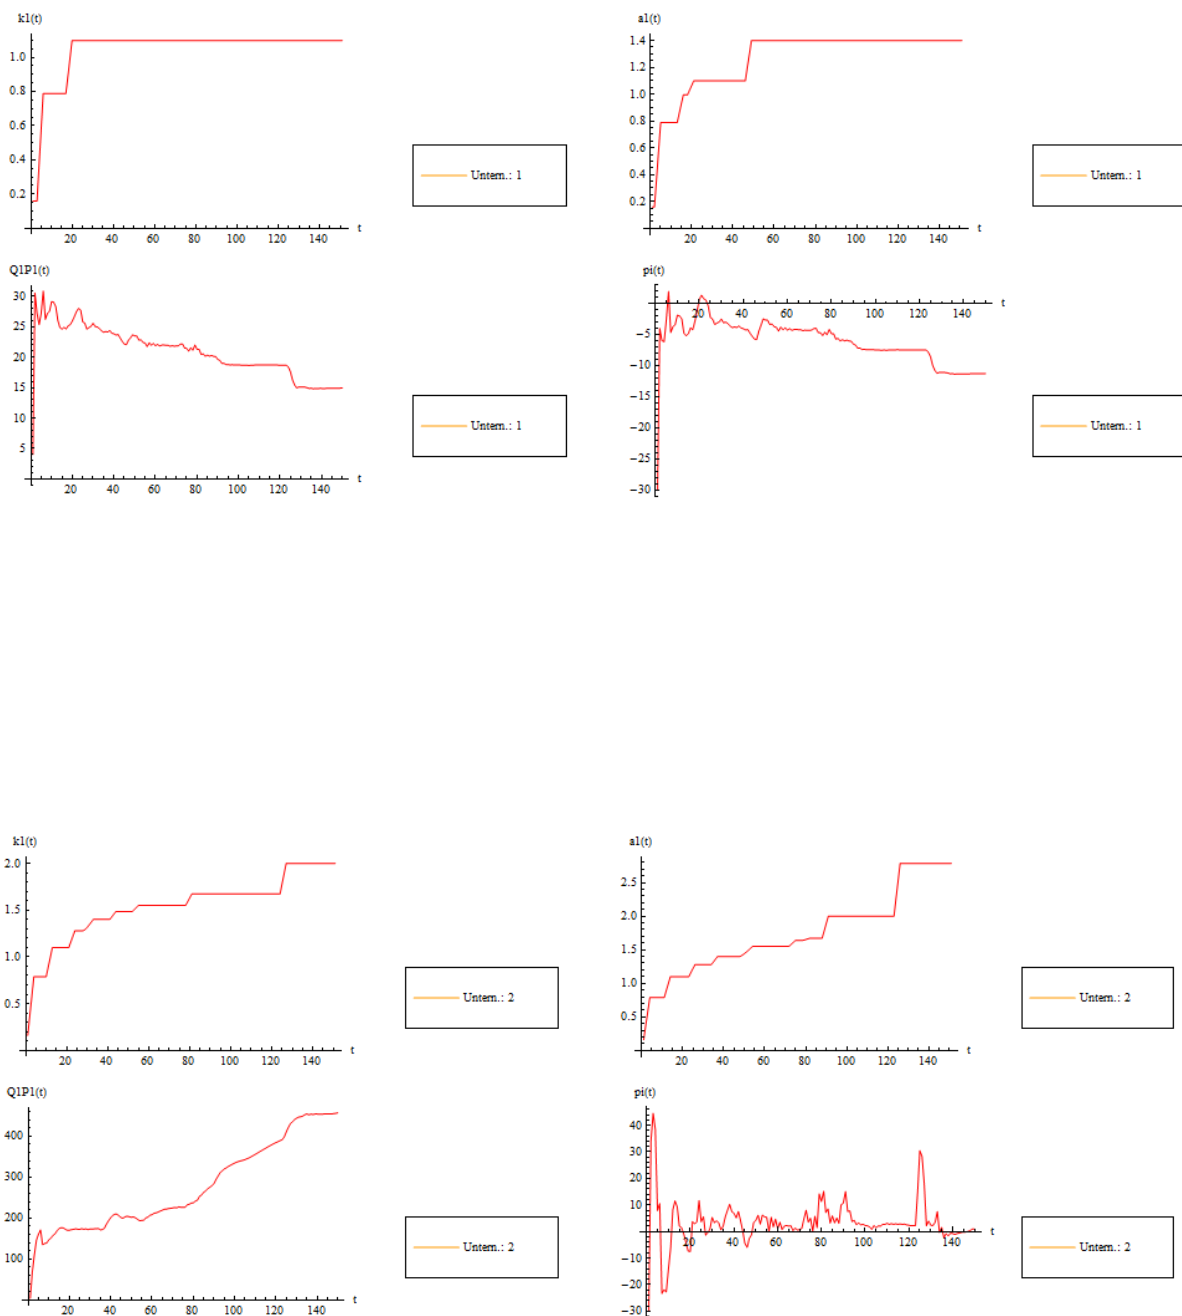 k1(t)
1.0
0.8
0.6
0.4
0.2
20 40 60 80 100 120 140 t
Untern.: 1
a1(t)
1.4
1.2
1.0
0.8
0.6
0.4
0.2
20 40 60 80 100 120 140 t
Untern.: 1
Q1P1(t)
30
25
20
15
10
5
20 40 60 80 100 120 140 t
Untern.: 1
pi(t)
20 40 60 80 100 120 140 t
−5
−10
−15
−20
−25
−30
Untern.: 1
k1(t)
2.0
1.5
1.0
0.5
20 40 60 80 100 120 140 t
Untern.: 2
a1(t)
2.5
2.0
1.5
1.0
0.5
20 40 60 80 100 120 140 t
Untern.: 2
Q1P1(t)
400
300
200
100
20 40 60 80 100 120 140 t
Untern.: 2
pi(t)
40
30
20
10
20 40 60 80 100 120 140 t
−10
−20
−30
Untern.: 2